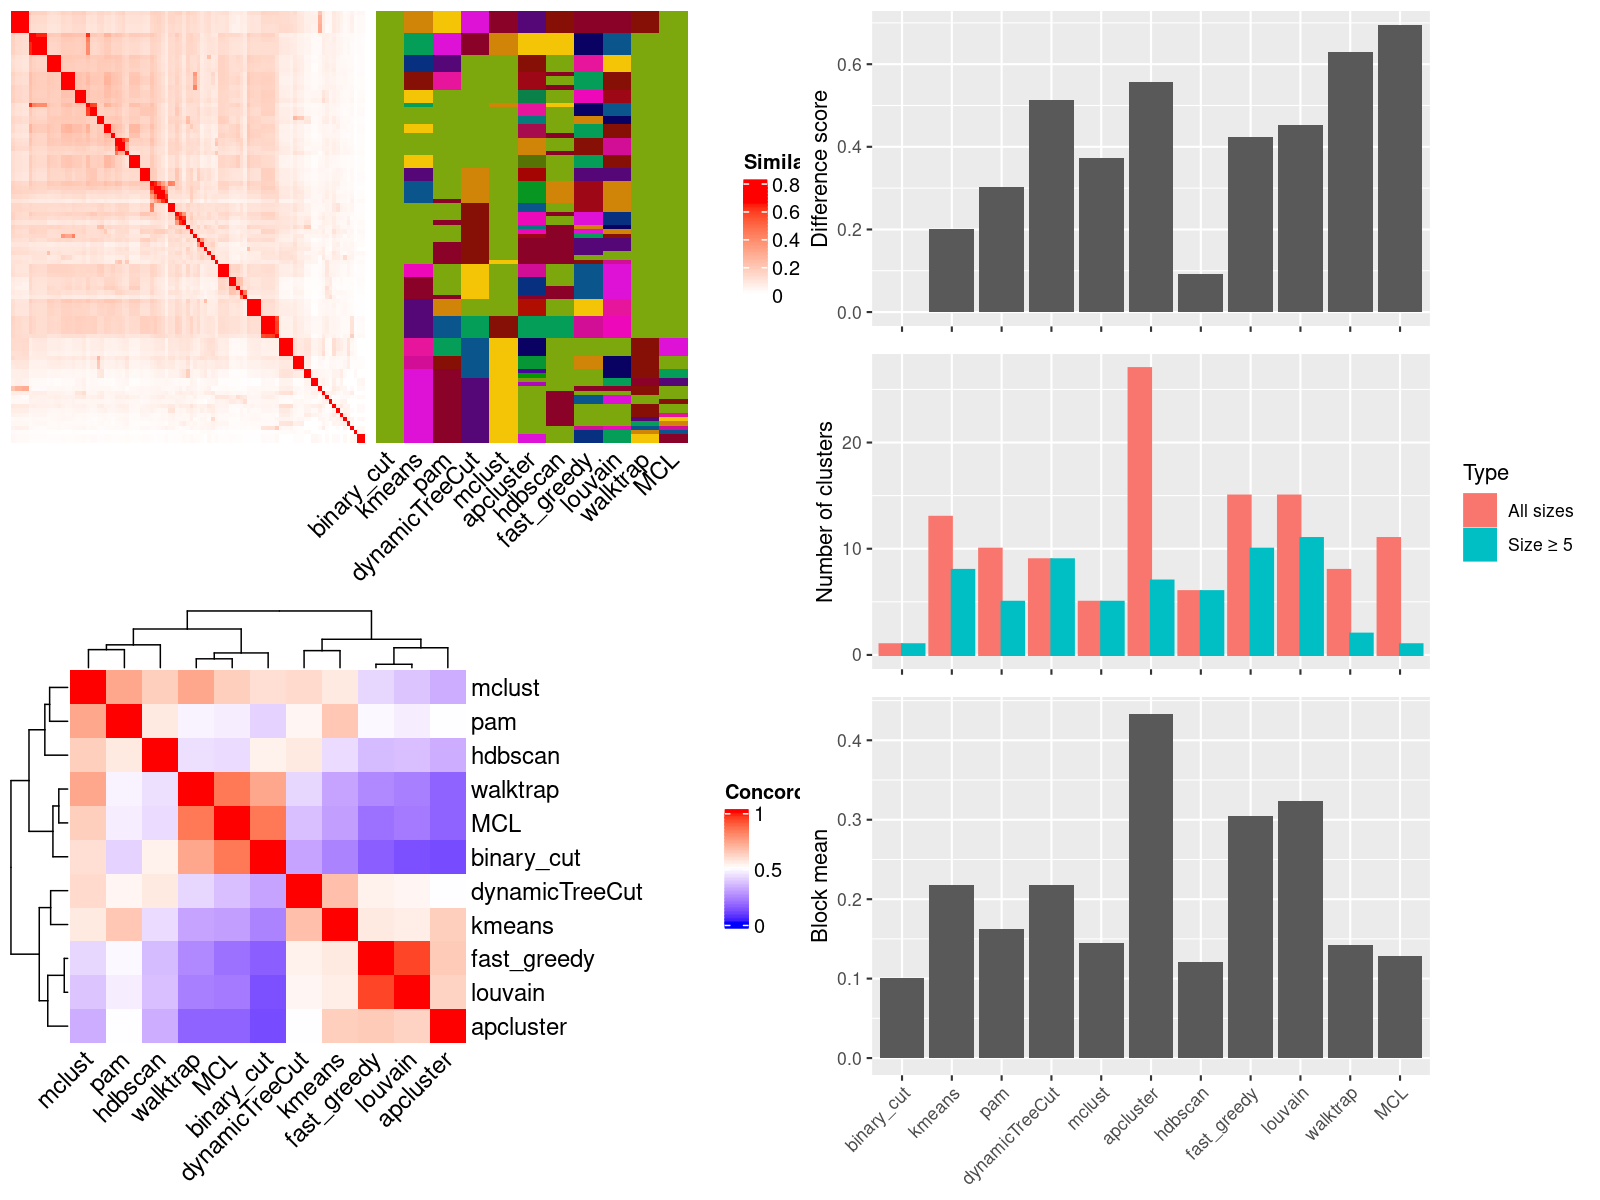 Simila
0.8
0.6
0.4
0.2
0
binary_cut
kmeans
pam
dynamicTreeCut
mclust
apcluster
hdbscan
fast_greedy
louvain
walktrap
MCL
Difference score
0.6
0.4
0.2
0.0
Number of clusters
20
10
0
Type
All sizes
Size ≥ 5
mclust
pam
hdbscan
walktrap
MCL
binary_cut
dynamicTreeCut
kmeans
fast_greedy
louvain
apcluster
mclust
pam
hdbscan
walktrap
MCL
binary_cut
dynamicTreeCut
kmeans
fast_greedy
louvain
apcluster
Concord
1
0.5
0
Block mean
0.4
0.3
0.2
0.1
0.0
binary_cut
kmeans
pam
dynamicTreeCut
mclust
apcluster
hdbscan
fast_greedy
louvain
walktrap
MCL